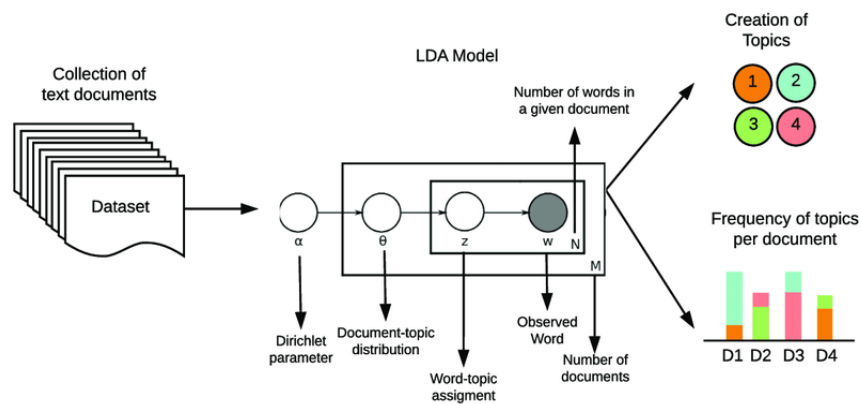 Collection of
text documents
Dataset
LDA Model
Number of words in
a given document
α
θ
z
w
N
M
Dirichlet
parameter
Document-topic
distribution
Word-topic
assigment
Observed
Word
Number of
documents
Creation of
Topics
1
2
3
4
Frequency of topics
per document
D1 D2 D3 D4